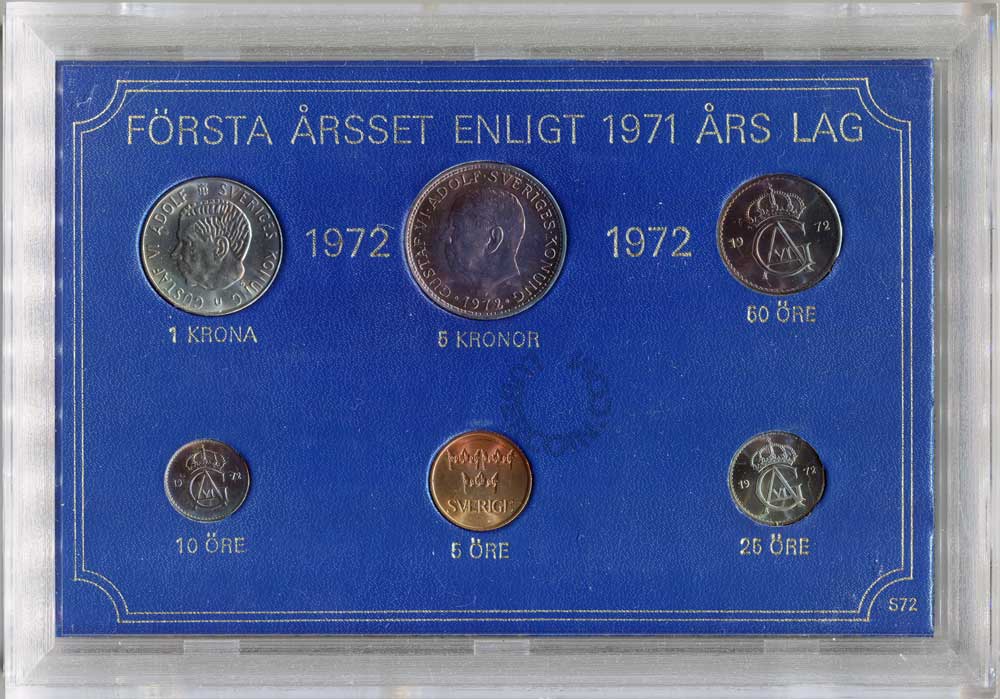 FÖRSTA ÅRSSET ENLIGT 1971 ÅRS LAG
GUSTAF VI ADOLF SVERIGES KONUNG U
1 KRONA
1972
GUSTAF·VI·ADOLF·SVERIGES·KONUNG·
·1972·
5 KRONOR
1972
19 72
50 ÖRE
19 72
10 ÖRE
SVERIGE
5 ÖRE
19 72
25 ÖRE
S72